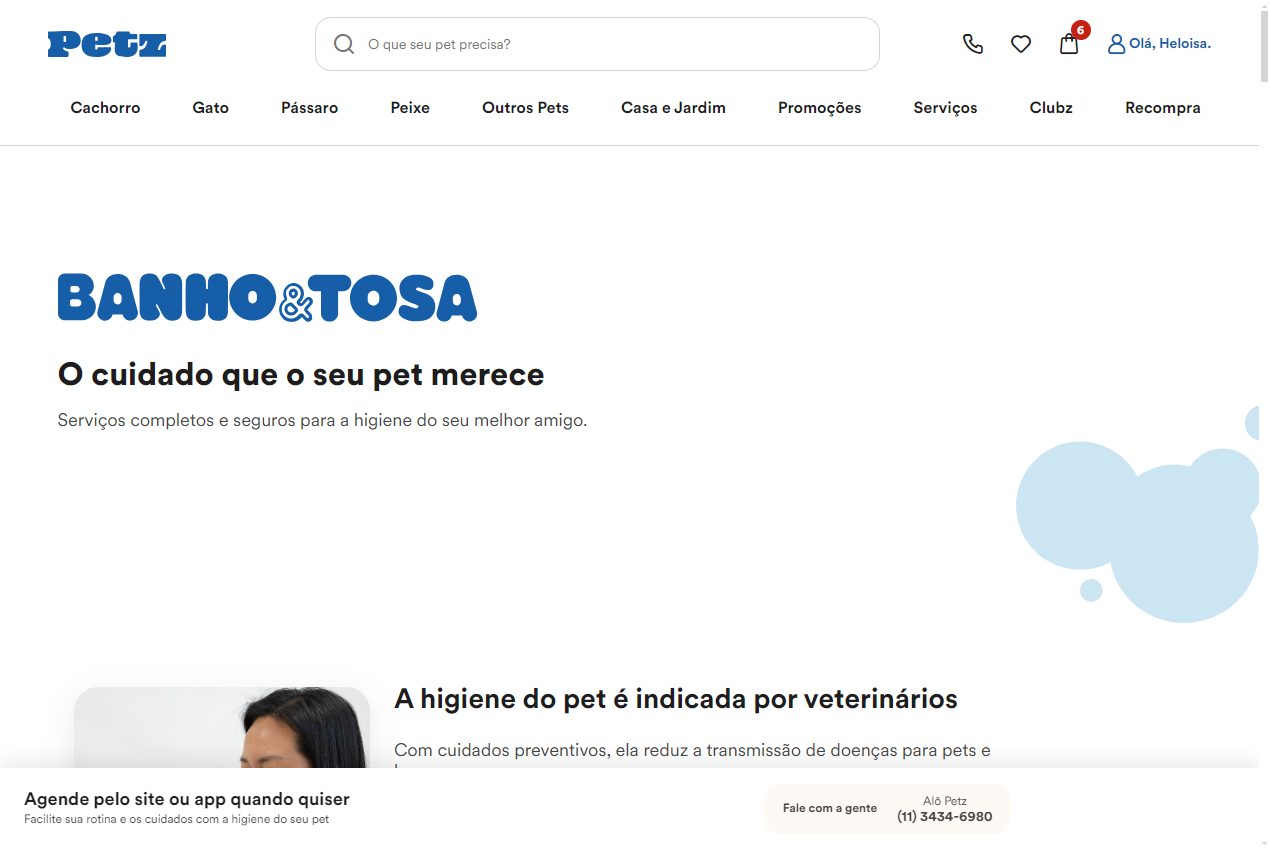 Petz
O que seu pet precisa?
6
Olá, Heloisa.
Cachorro
Gato
Pássaro
Peixe
Outros Pets
Casa e Jardim
Promoções
Serviços
Clubz
Recompra
BANHO&TOSA
O cuidado que o seu pet merece
Serviços completos e seguros para a higiene do seu melhor amigo.
A higiene do pet é indicada por veterinários
Com cuidados preventivos, ela reduz a transmissão de doenças para pets e
Agende pelo site ou app quando quiser
Facilite sua rotina e os cuidados com a higiene do seu pet
Fale com a gente
Alô Petz
(11) 3434-6980